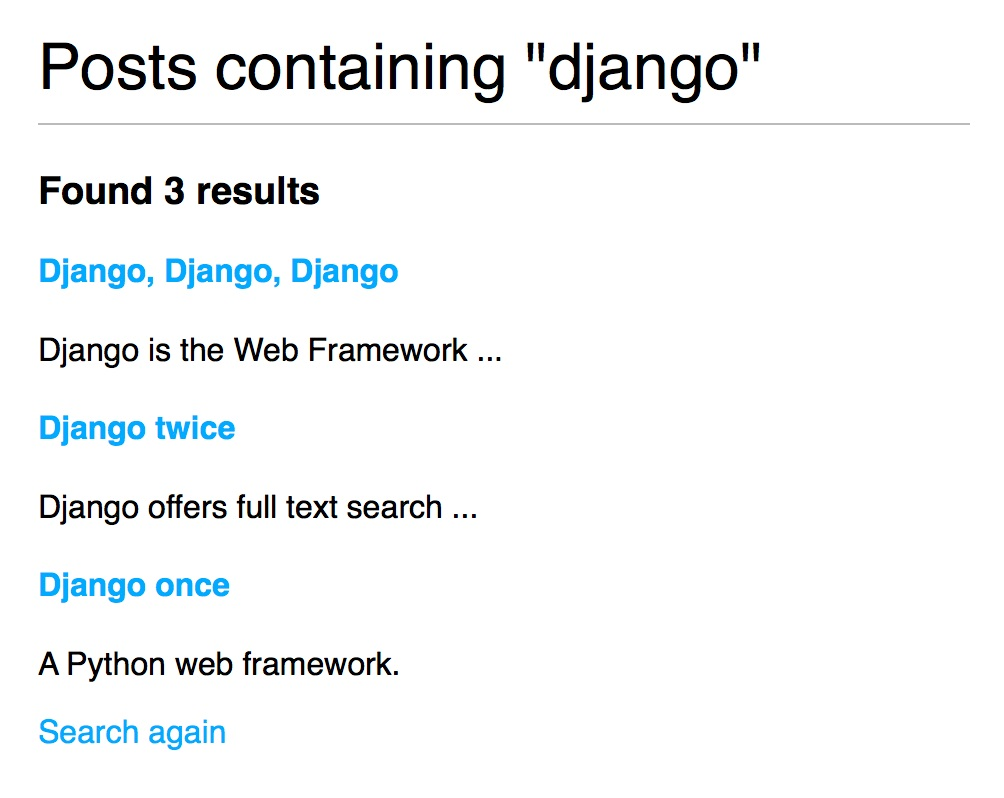 Posts containing "django"
Found 3 results
Django, Django, Django
Django is the Web Framework ...
Django twice
Django offers full text search ...
Django once
A Python web framework.
Search again